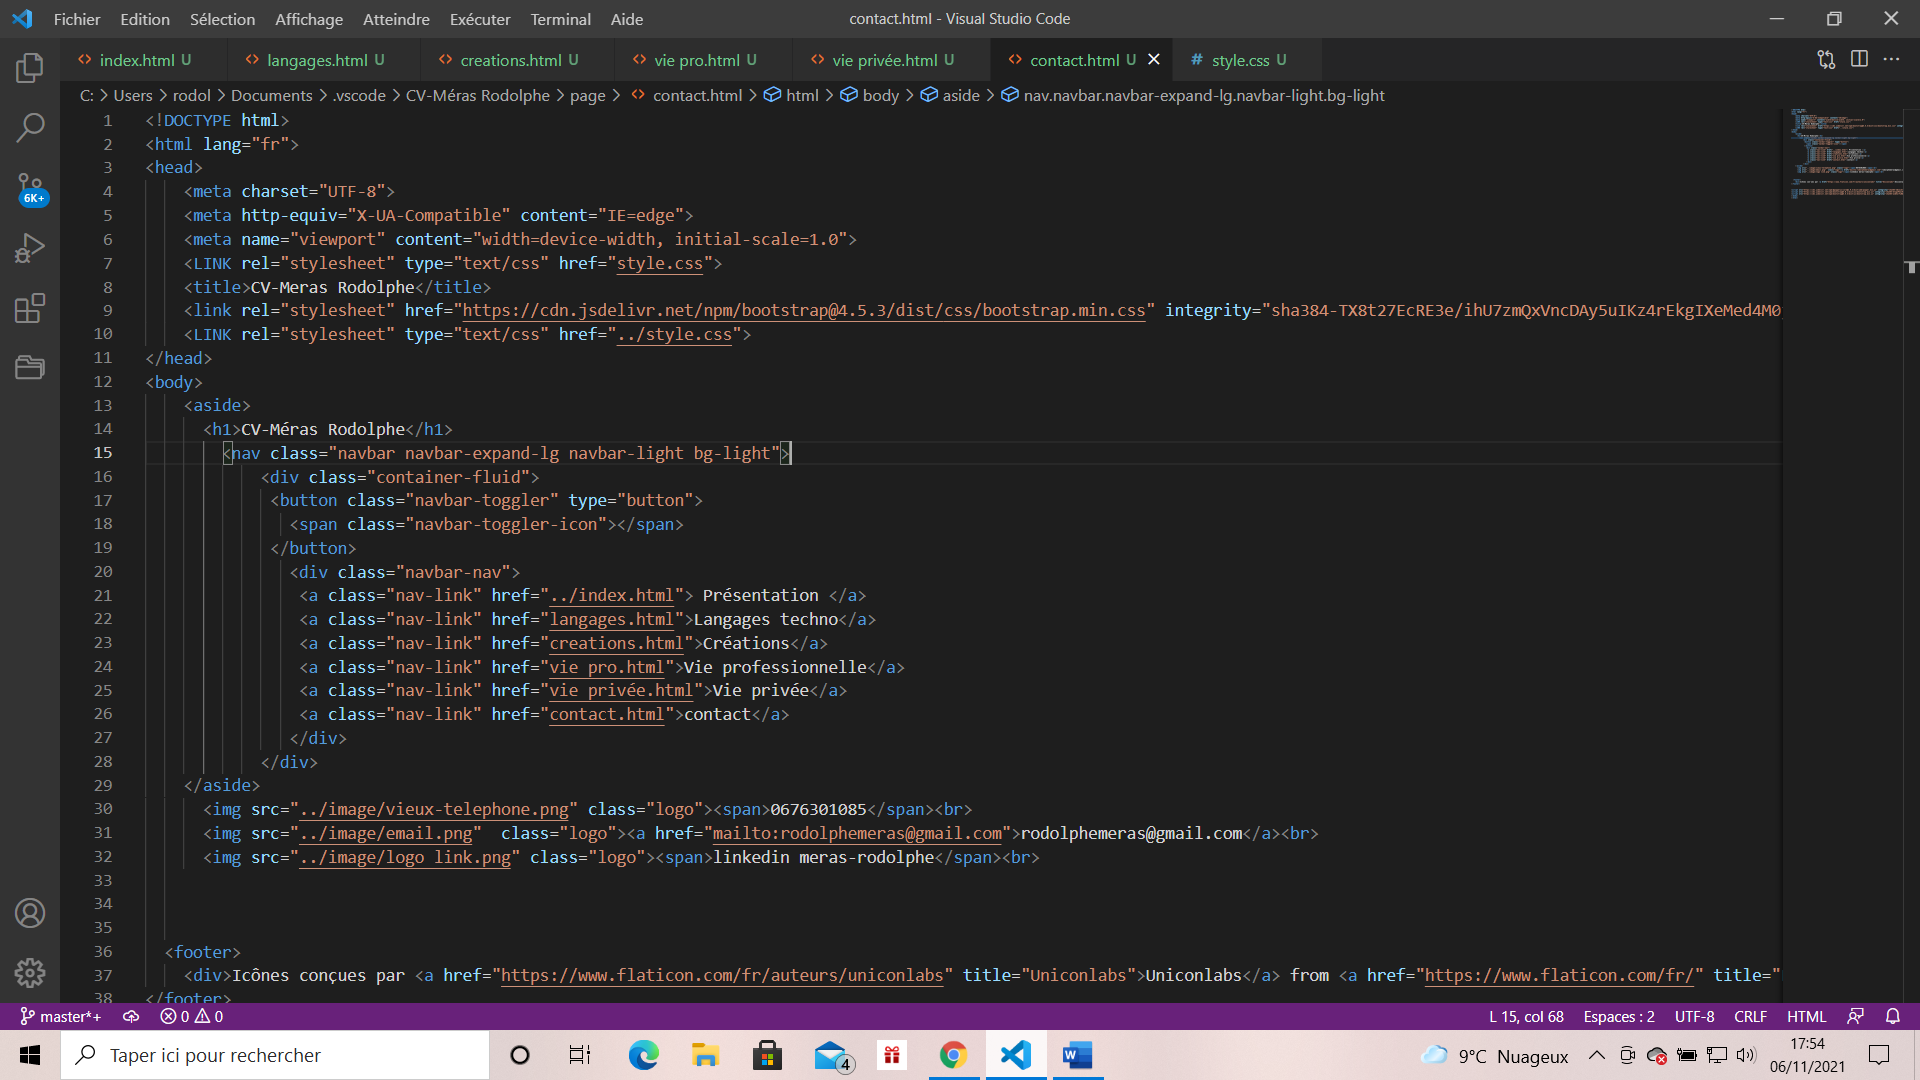 Fichier Edition Sélection Affichage Atteindre Exécuter Terminal Aide
contact.html - Visual Studio Code
index.html U langages.html U creations.html U vie pro.html U vie privée.html U contact.html U # style.css U
C: > Users > rodol > Documents > .vscode > CV-Méras Rodolphe > page > contact.html > html > body > aside > nav.navbar.navbar-expand-lg.navbar-light.bg-light
1 <!DOCTYPE html>
2 <html lang="fr">
3 <head>
4 <meta charset="UTF-8">
5 <meta http-equiv="X-UA-Compatible" content="IE=edge">
6 <meta name="viewport" content="width=device-width, initial-scale=1.0">
7 <LINK rel="stylesheet" type="text/css" href="style.css">
8 <title>CV-Meras Rodolphe</title>
9 <link rel="stylesheet" href="https://cdn.jsdelivr.net/npm/bootstrap@4.5.3/dist/css/bootstrap.min.css" integrity="sha384-TX8t27EcRE3e/ihU7zmQxVncDAy5uIKz4rEkgIXeMed4M0
10 <LINK rel="stylesheet" type="text/css" href="../style.css">
11 </head>
12 <body>
13 <aside>
14 <h1>CV-Méras Rodolphe</h1>
15 <nav class="navbar navbar-expand-lg navbar-light bg-light">
16 <div class="container-fluid">
17 <button class="navbar-toggler" type="button">
18 <span class="navbar-toggler-icon"></span>
19 </button>
20 <div class="navbar-nav">
21 <a class="nav-link" href="../index.html"> Présentation </a>
22 <a class="nav-link" href="langages.html">Langages techno</a>
23 <a class="nav-link" href="creations.html">Créations</a>
24 <a class="nav-link" href="vie pro.html">Vie professionnelle</a>
25 <a class="nav-link" href="vie privée.html">Vie privée</a>
26 <a class="nav-link" href="contact.html">contact</a>
27 </div>
28 </div>
29 </aside>
30 <img src="../image/vieux-telephone.png" class="logo"><span>0676301085</span><br>
31 <img src="../image/email.png"  class="logo"><a href="mailto:rodolphemeras@gmail.com">rodolphemeras@gmail.com</a><br>
32 <img src="../image/logo link.png" class="logo"><span>linkedin meras-rodolphe</span><br>
33
34
35
36 <footer>
37 <div>Icônes conçues par <a href="https://www.flaticon.com/fr/auteurs/uniconlabs" title="Uniconlabs">Uniconlabs</a> from <a href="https://www.flaticon.com/fr/" title="
38 </footer>
6K+
master*+ 0 0 L 15, col 68 Espaces : 2 UTF-8 CRLF HTML
Taper ici pour rechercher
4
9°C Nuageux
17:54
06/11/2021